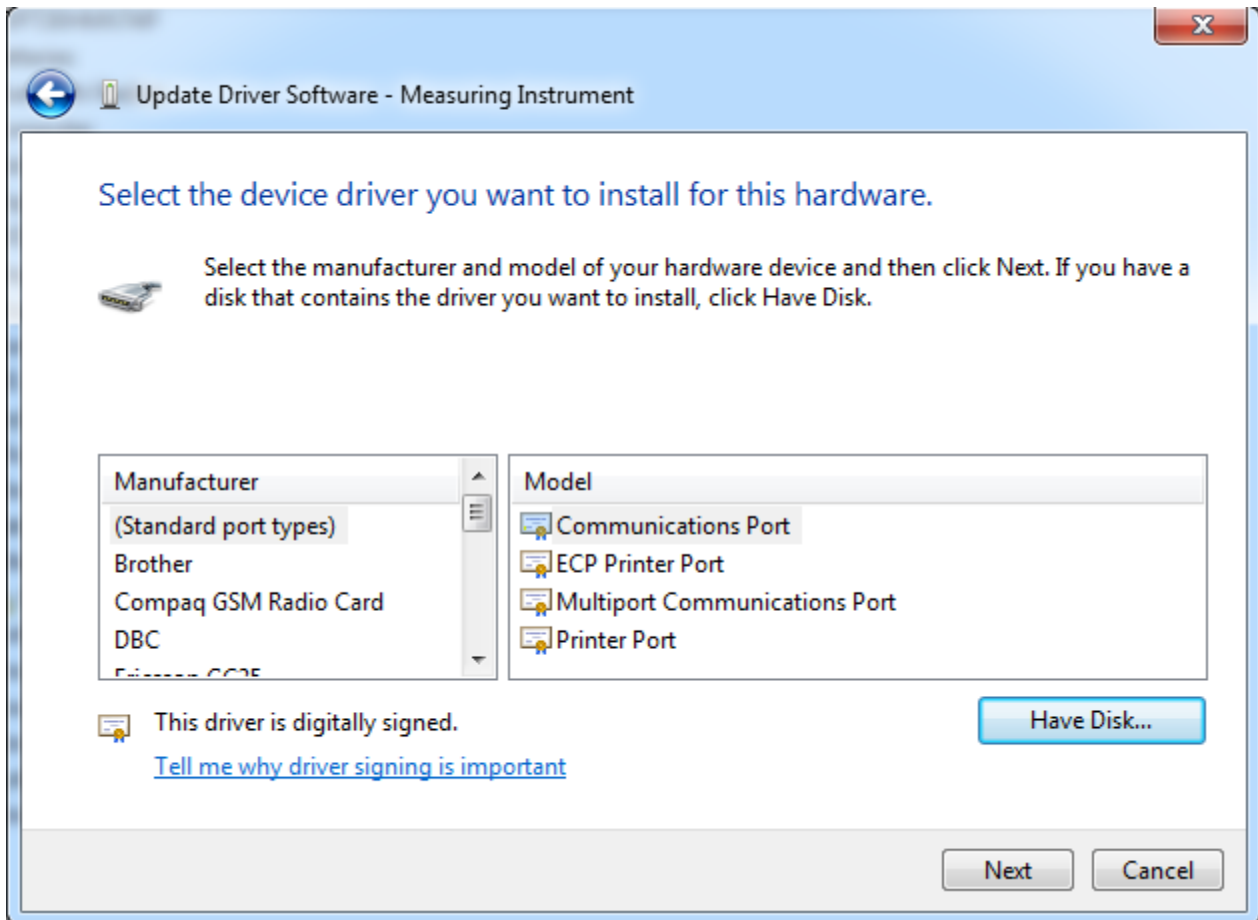 Update Driver Software - Measuring Instrument
Select the device driver you want to install for this hardware.
Select the manufacturer and model of your hardware device and then click Next. If you have a
disk that contains the driver you want to install, click Have Disk.
Manufacturer
(Standard port types)
Brother
Compaq GSM Radio Card
DBC
Model
Communications Port
ECP Printer Port
Multiport Communications Port
Printer Port
This driver is digitally signed.
Tell me why driver signing is important
Have Disk...
Next
Cancel